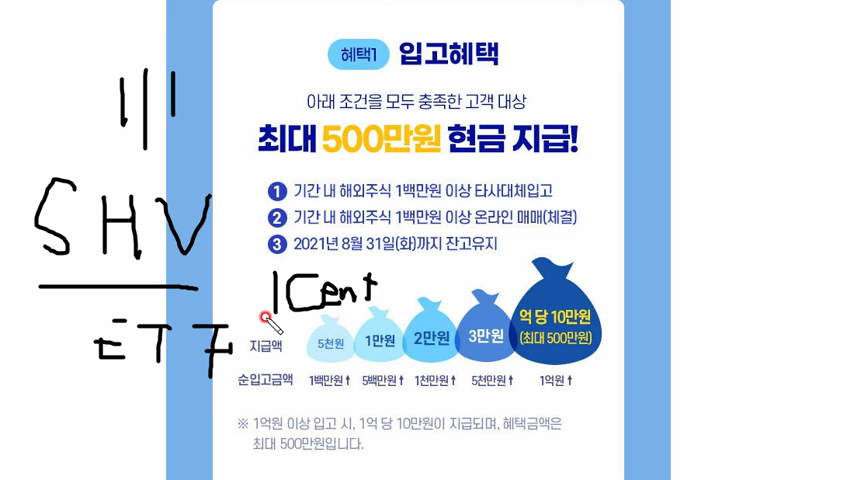 혜택1 입고혜택
아래 조건을 모두 충족한 고객 대상
최대 500만원 현금 지급!
1 기간 내 해외주식 1백만원 이상 타사대체입고
2 기간 내 해외주식 1백만원 이상 온라인 매매(체결)
3 2021년 8월 31일(화)까지 잔고유지
SHV
ETF
1Cent
지급액 5천원 1만원 2만원 3만원 억 당 10만원
(최대 500만원)
순입고금액 1백만원↑ 5백만원↑ 1천만원↑ 5천만원↑ 1억원↑
※ 1억원 이상 입고 시, 1억 당 10만원이 지급되며, 혜택금액은
최대 500만원입니다.